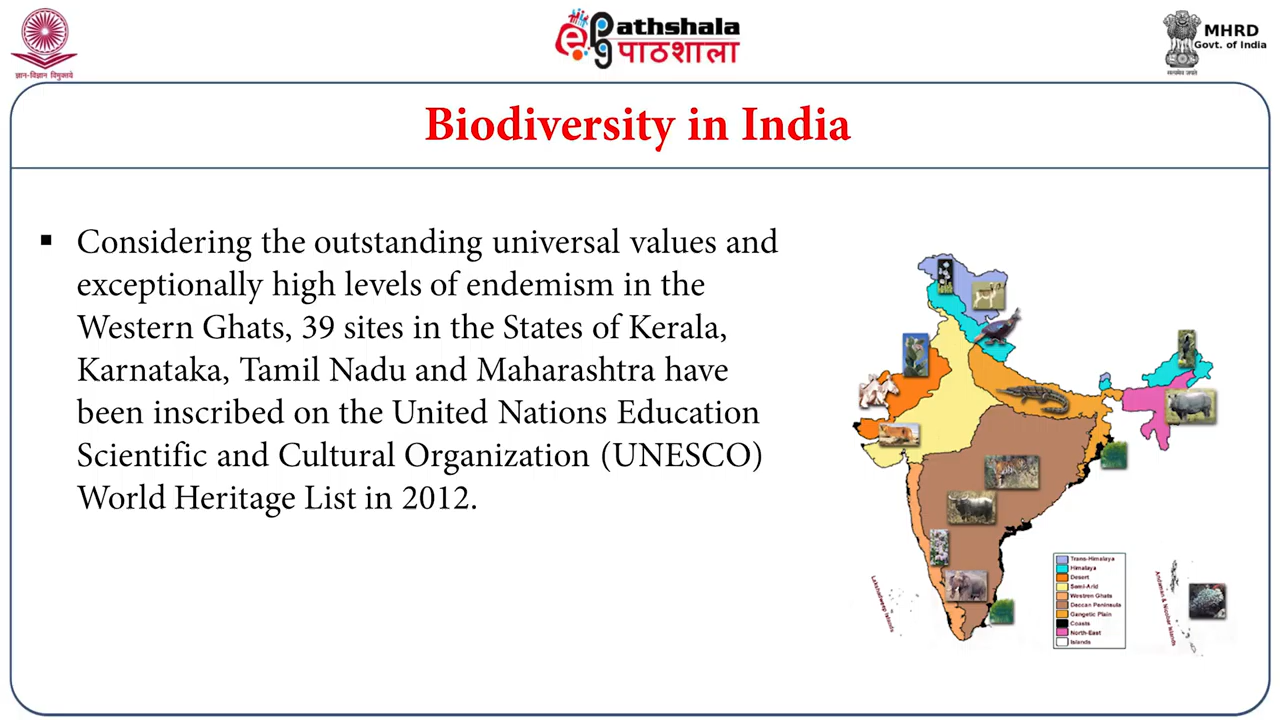 ज्ञान-विज्ञान विमुक्तये
ePathshala
पाठशाला
सत्यमेव जयते
MHRD
Govt. of India
Biodiversity in India
▪ Considering the outstanding universal values and
exceptionally high levels of endemism in the
Western Ghats, 39 sites in the States of Kerala,
Karnataka, Tamil Nadu and Maharashtra have
been inscribed on the United Nations Education
Scientific and Cultural Organization (UNESCO)
World Heritage List in 2012.
Trans-Himalaya
Himalaya
Desert
Semi-Arid
Westren Ghats
Daccan Peninsula
Gangetic Plain
Coasts
North-East
Islands
Lakshadweep Islands
Andaman & Nicobar Islands